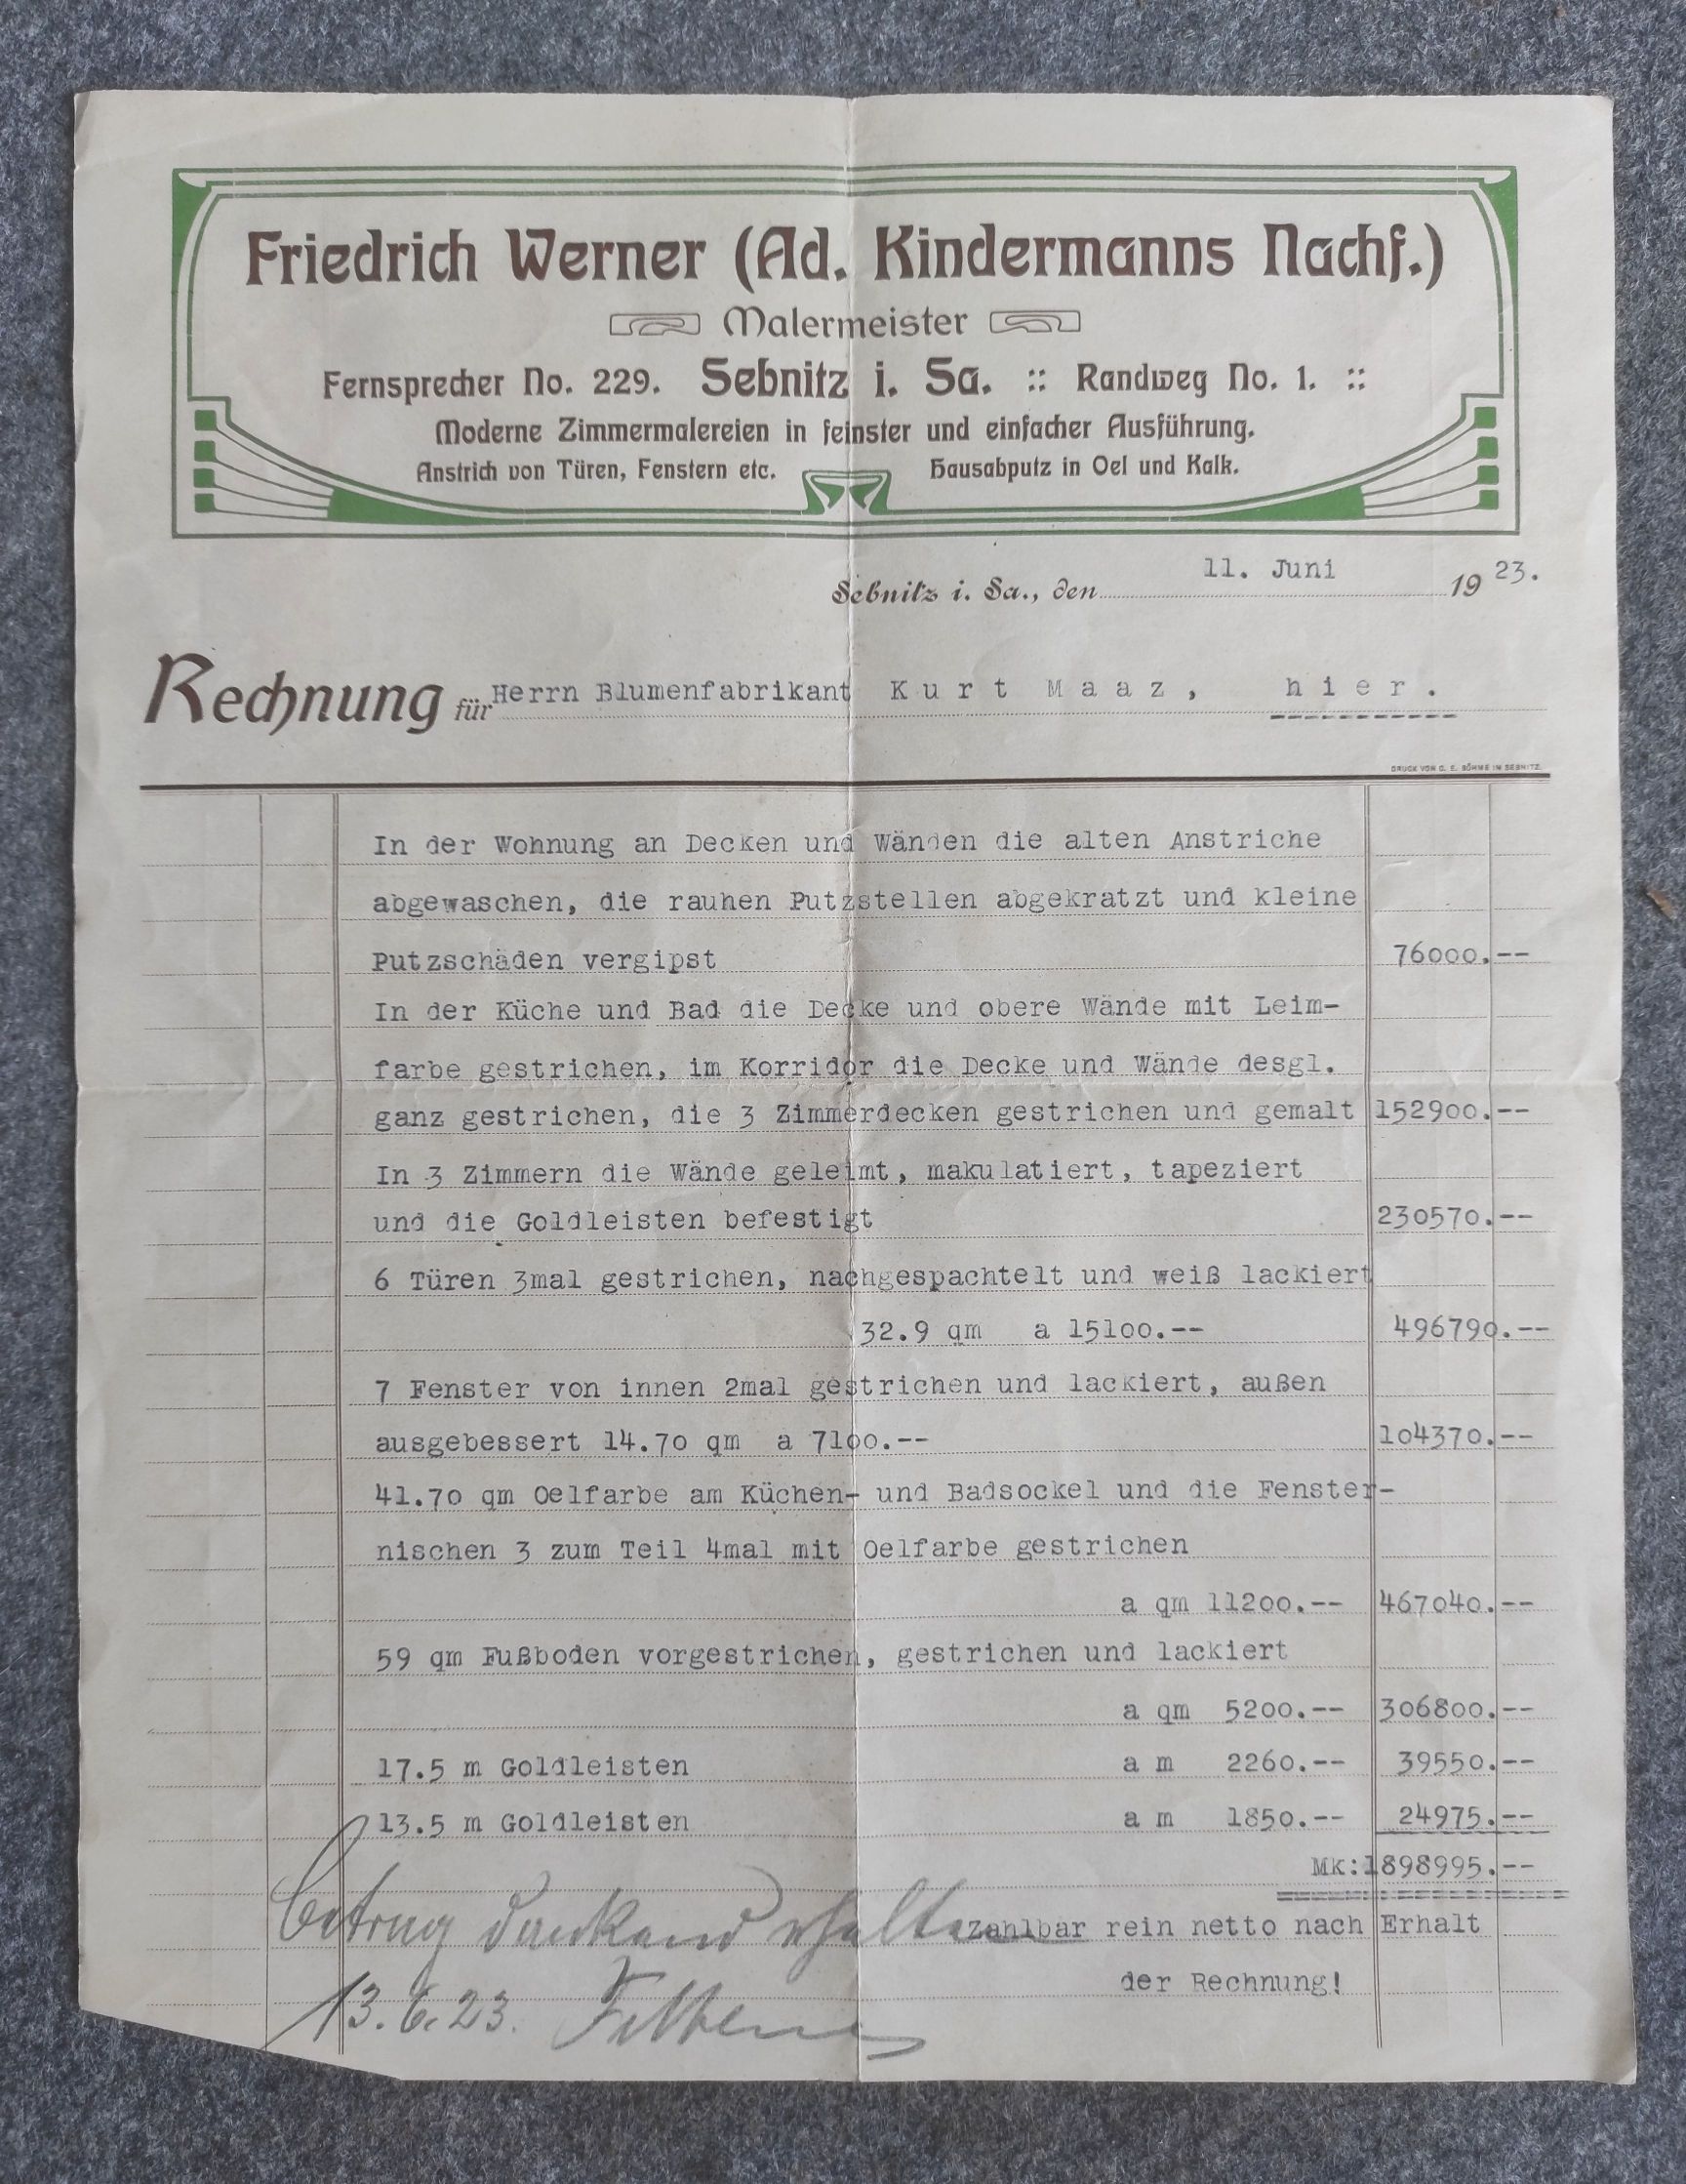 Friedrich Werner (Ad. Kindermanns Nachf.)
Malermeister
Fernsprecher No. 229. Sebnitz i. Sa. :: Randweg No. 1. ::
Moderne Zimmermalereien in feinster und einfacher Ausführung.
Anstrich von Türen, Fenstern etc. Hausabputz in Oel und Kalk.
Sebnitz i. Sa., den 11. Juni 1923.
Rechnung für Herrn Blumenfabrikant Kurt Maaz, hier.
DRUCK VON C. E. BÖHME IN SEBNITZ.
In der Wohnung an Decken und Wänden die alten Anstriche
abgewaschen, die rauhen Putzstellen abgekratzt und kleine
Putzschäden vergipst 76000.--
In der Küche und Bad die Decke und obere Wände mit Leim-
farbe gestrichen, im Korridor die Decke und Wände desgl.
ganz gestrichen, die 3 Zimmerdecken gestrichen und gemalt 152900.--
In 3 Zimmern die Wände geleimt, makulatiert, tapeziert
und die Goldleisten befestigt 230570.--
6 Türen 3mal gestrichen, nachgespachtelt und weiß lackiert
32.9 qm a 15100.-- 496790.--
7 Fenster von innen 2mal gestrichen und lackiert, außen
ausgebessert 14.70 qm a 7100.-- 104370.--
41.70 qm Oelfarbe am Küchen- und Badsockel und die Fenster-
nischen 3 zum Teil 4mal mit Oelfarbe gestrichen
a qm 11200.-- 467040.--
59 qm Fußboden vorgestrichen, gestrichen und lackiert
a qm 5200.-- 306800.--
17.5 m Goldleisten a m 2260.-- 39550.--
13.5 m Goldleisten a m 1850.-- 24975.--
Mk:1898995.--
Betrag dankend erhalten
Zahlbar rein netto nach Erhalt
der Rechnung!
13.6.23.